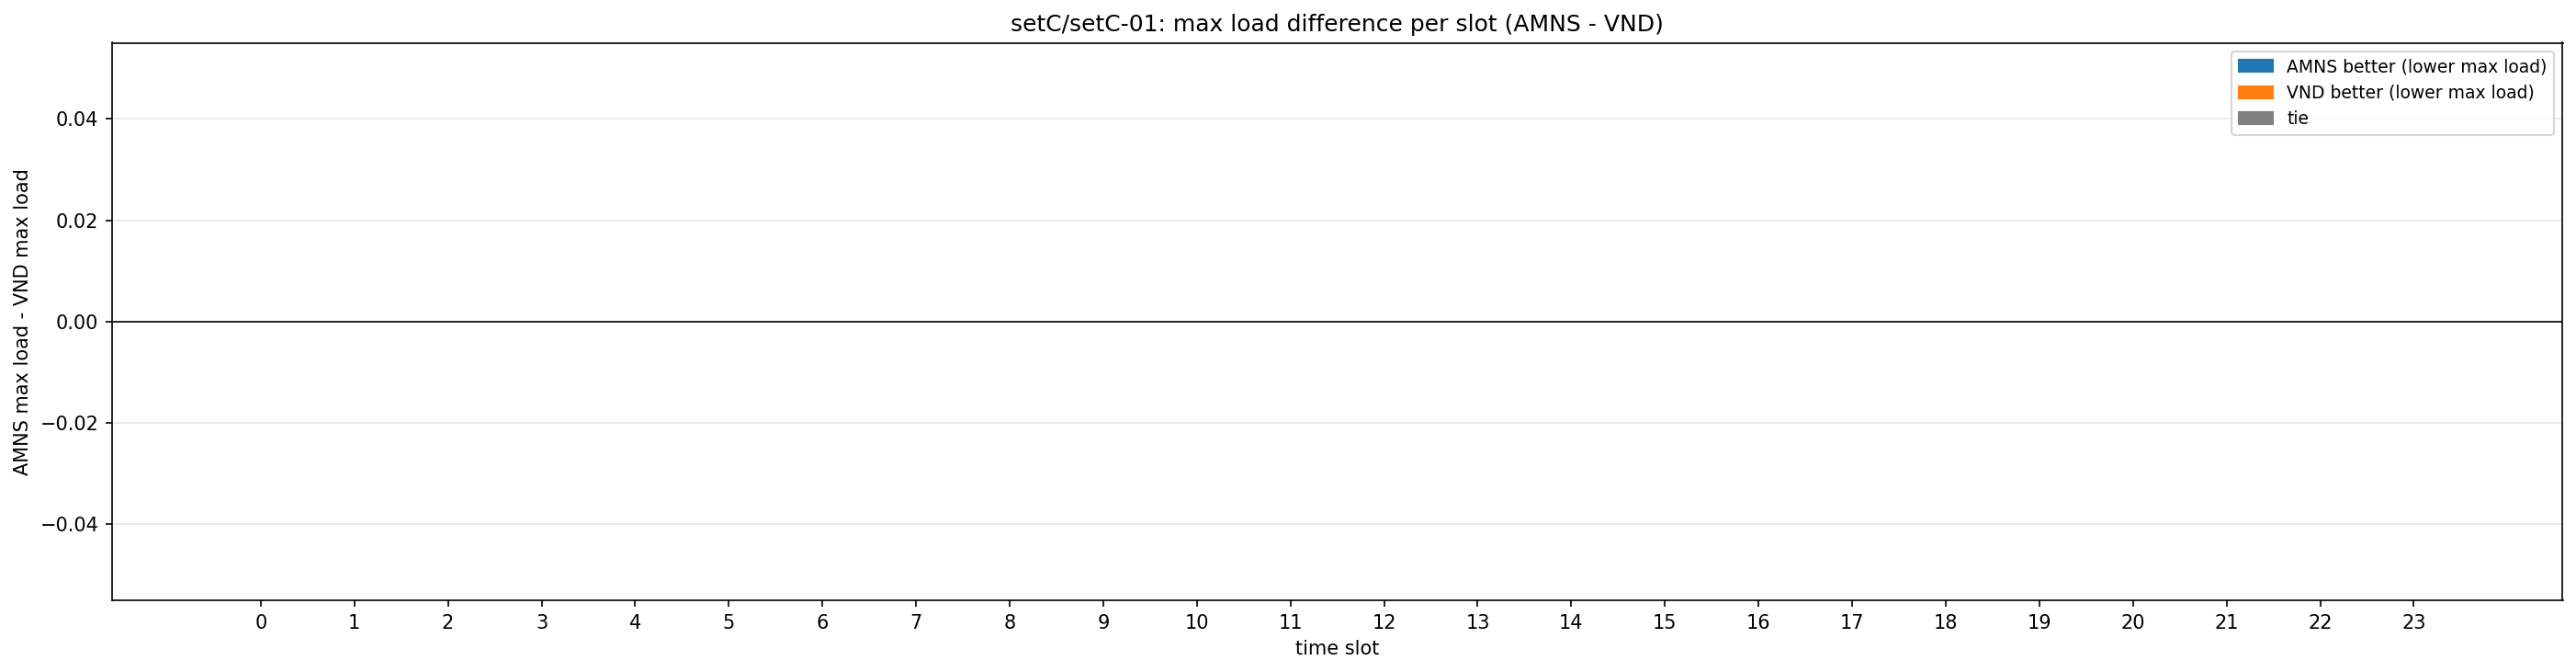 setC/setC-01: max load difference per slot (AMNS - VND)
AMNS better (lower max load)
VND better (lower max load)
tie
AMNS max load - VND max load
0.04
0.02
0.00
−0.02
−0.04
0 1 2 3 4 5 6 7 8 9 10 11 12 13 14 15 16 17 18 19 20 21 22 23
time slot